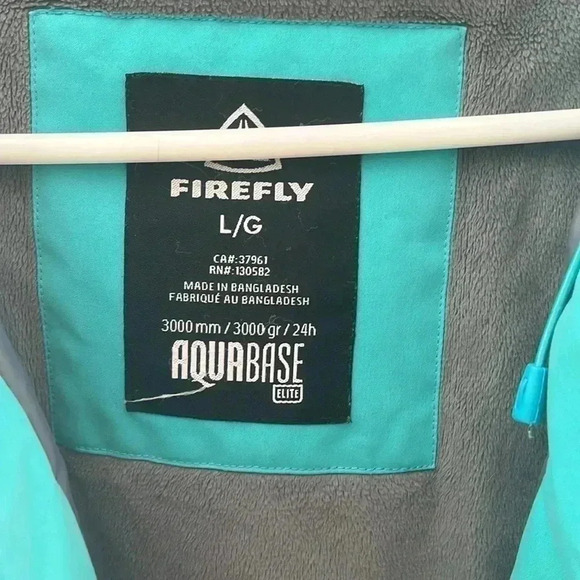 FIREFLY
L/G
CA#:37961
RN#:130582
MADE IN BANGLADESH
FABRIQUÉ AU BANGLADESH
3000 mm / 3000 gr / 24h
AQUABASE
ELITE